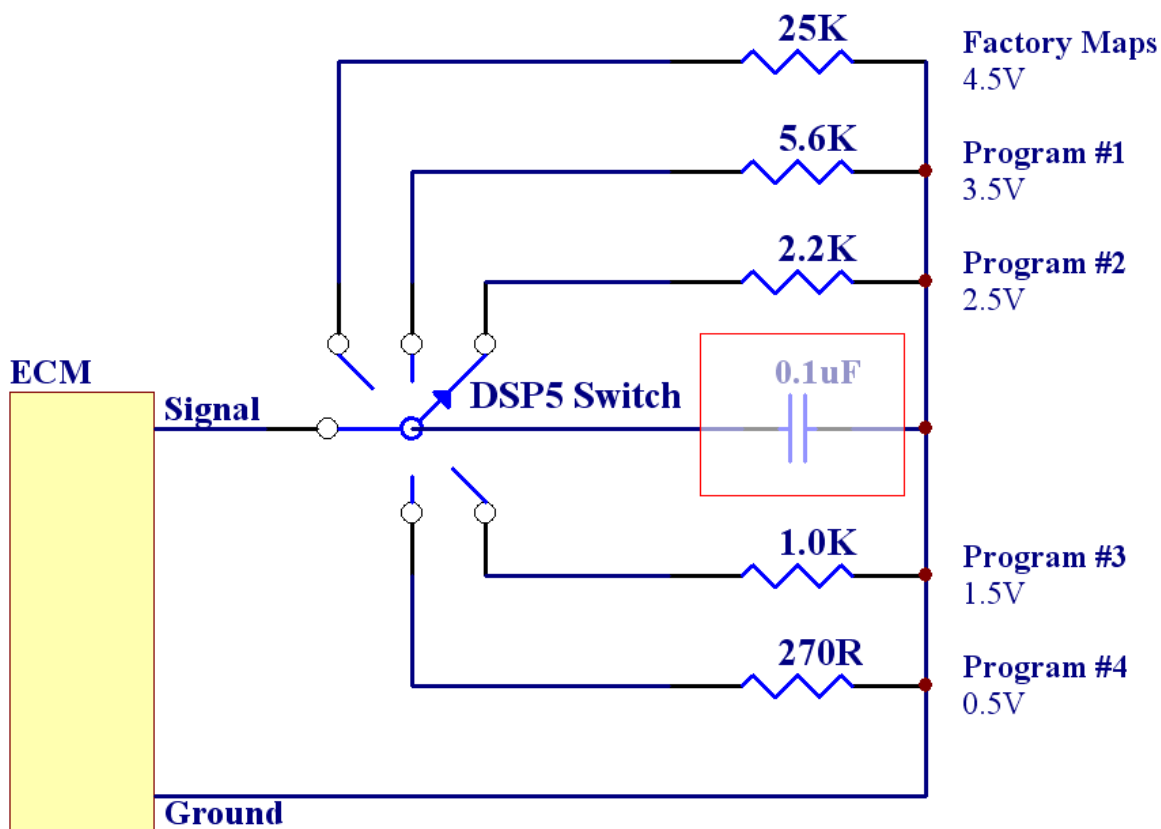 25K
Factory Maps
4.5V
5.6K
Program #1
3.5V
2.2K
Program #2
2.5V
ECM
0.1uF
Signal
DSP5 Switch
1.0K
Program #3
1.5V
270R
Program #4
0.5V
Ground